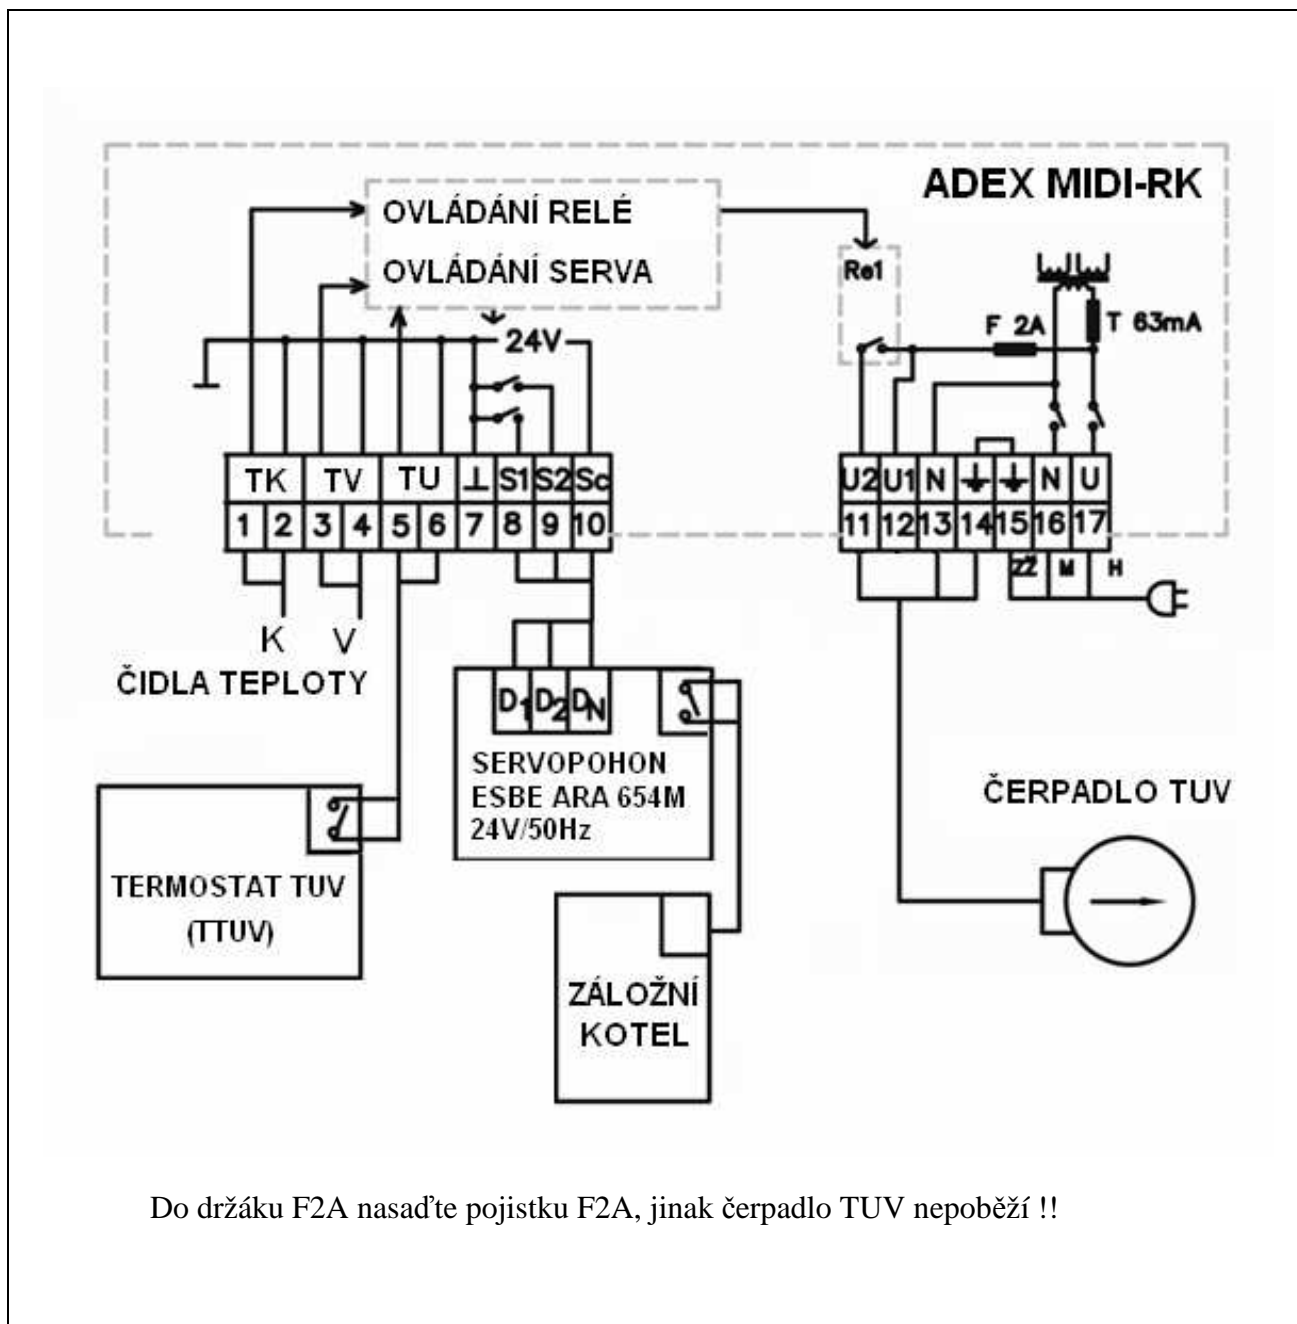 ADEX MIDI-RK
OVLÁDÁNÍ RELÉ
OVLÁDÁNÍ SERVA
Re1
F 2A
T 63mA
24V
TK TV TU ⊥ S1 S2 Sc
1 2 3 4 5 6 7 8 9 10
U2 U1 N ⏚ ⏚ N U
11 12 13 14 15 16 17
ZŽ M H
K V
ČIDLA TEPLOTY
D1 D2 DN
SERVOPOHON
ESBE ARA 654M
24V/50Hz
ČERPADLO TUV
TERMOSTAT TUV
(TTUV)
ZÁLOŽNÍ
KOTEL
Do držáku F2A nasaďte pojistku F2A, jinak čerpadlo TUV nepoběží !!